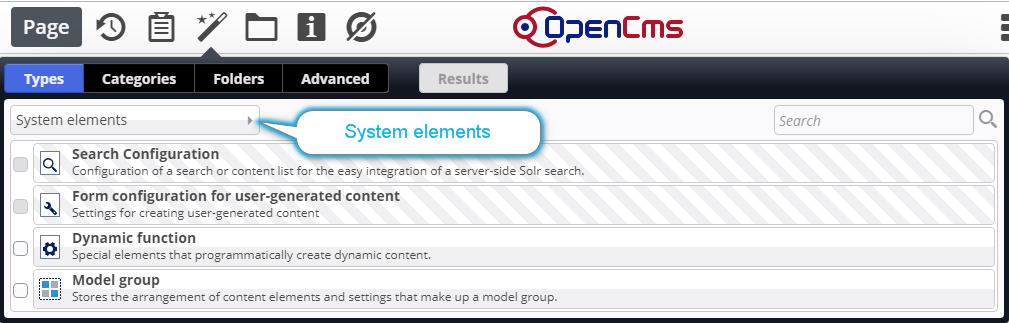 Page
OpenCms
Types Categories Folders Advanced Results
System elements
System elements
Search
Search Configuration
Configuration of a search or content list for the easy integration of a server-side Solr search.
Form configuration for user-generated content
Settings for creating user-generated content
Dynamic function
Special elements that programmatically create dynamic content.
Model group
Stores the arrangement of content elements and settings that make up a model group.